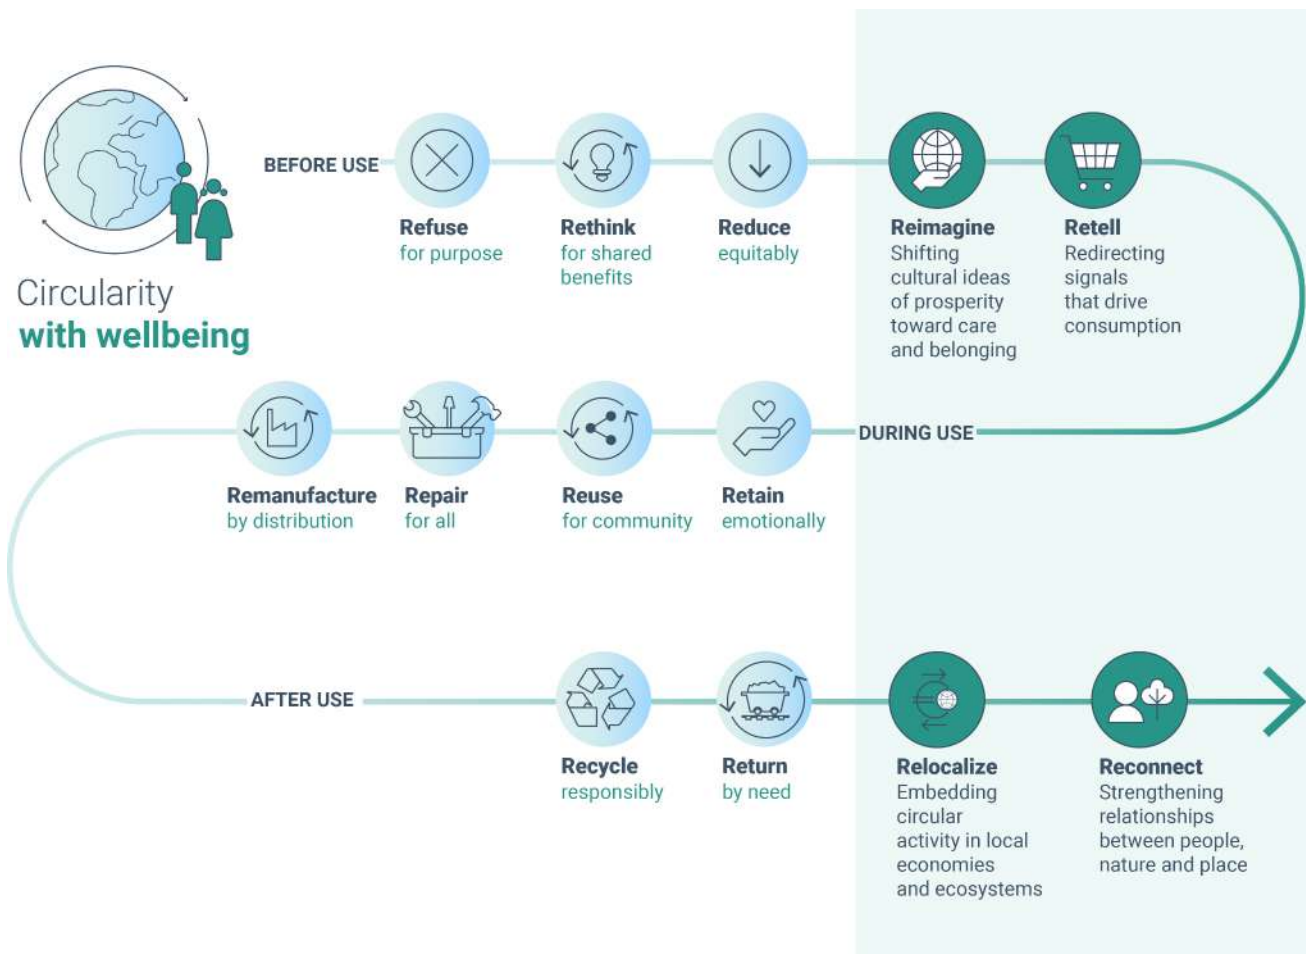 Circularity
with wellbeing
BEFORE USE
Refuse
for purpose
Rethink
for shared
benefits
Reduce
equitably
Reimagine
Shifting
cultural ideas
of prosperity
toward care
and belonging
Retell
Redirecting
signals
that drive
consumption
DURING USE
Retain
emotionally
Reuse
for community
Repair
for all
Remanufacture
by distribution
AFTER USE
Recycle
responsibly
Return
by need
Relocalize
Embedding
circular
activity in local
economies
and ecosystems
Reconnect
Strengthening
relationships
between people,
nature and place